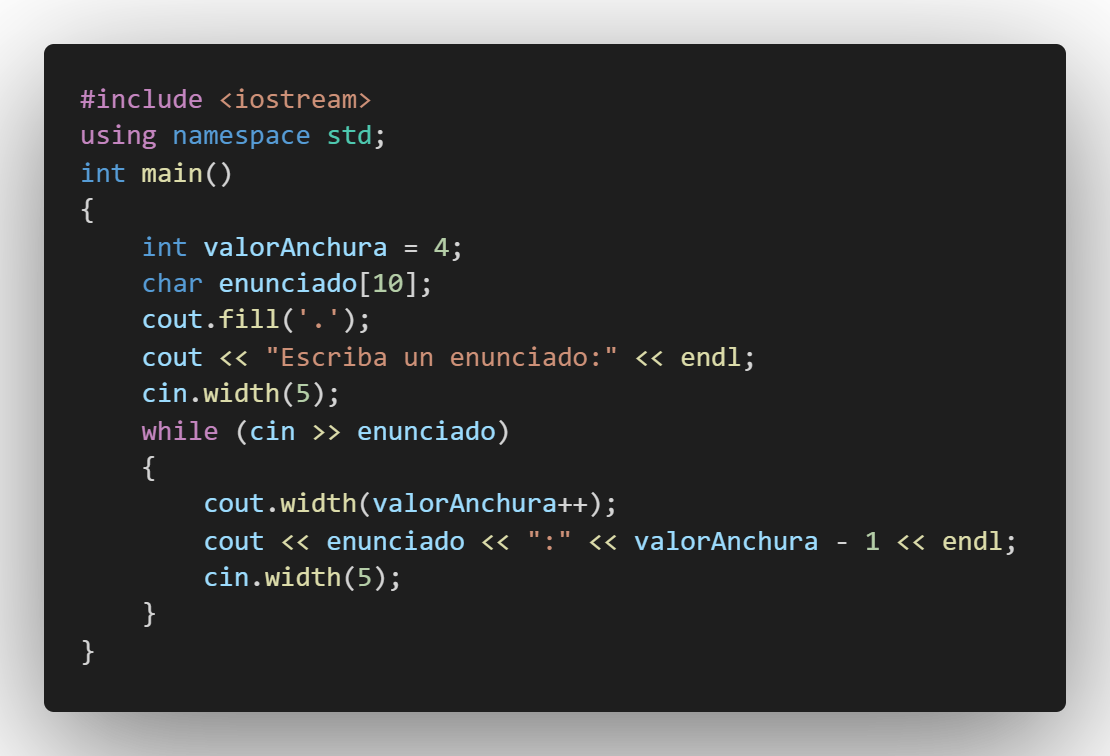 #include <iostream>
using namespace std;
int main()
{
    int valorAnchura = 4;
    char enunciado[10];
    cout.fill('.');
    cout << "Escriba un enunciado:" << endl;
    cin.width(5);
    while (cin >> enunciado)
    {
        cout.width(valorAnchura++);
        cout << enunciado << ":" << valorAnchura - 1 << endl;
        cin.width(5);
    }
}